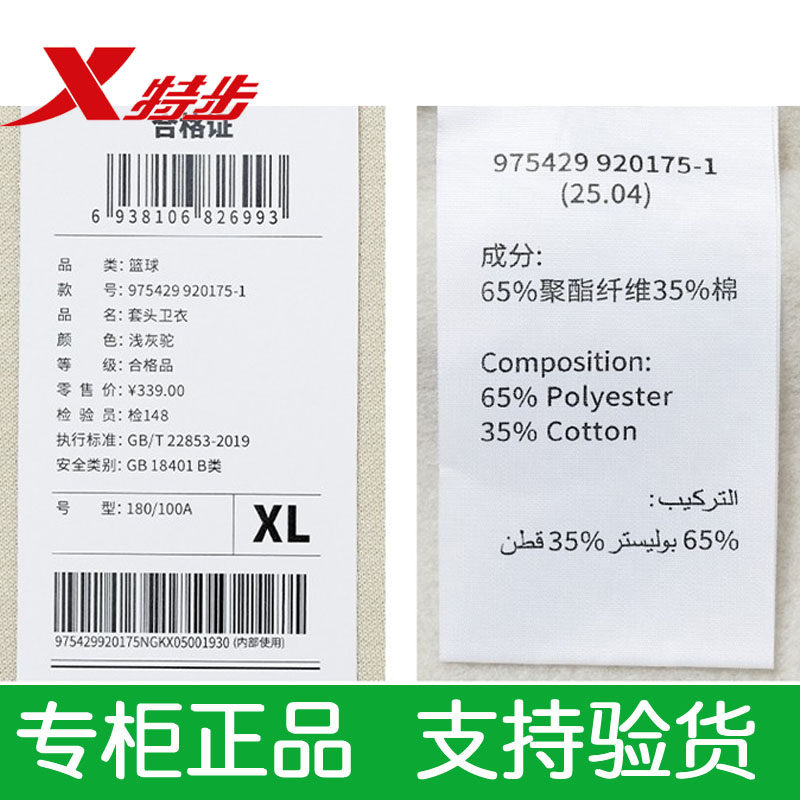 特步
合格证
6 938106 826993
品 类: 篮球
款 号: 975429 920175-1
品 名: 套头卫衣
颜 色: 浅灰驼
等 级: 合格品
零 售 价: ¥339.00
检 验 员: 检148
执行标准: GB/T 22853-2019
安全类别: GB 18401 B类
号 型: 180/100A
XL
975429920175NGKX05001930 (内部使用)
975429 920175-1
(25.04)
成分:
65%聚酯纤维35%棉
Composition:
65% Polyester
35% Cotton
التركيب:
65% بوليستر 35% قطن
专柜正品 支持验货